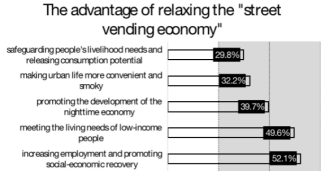 The advantage of relaxing the "street
vending economy"
safeguarding people's livelihood needs and
releasing consumption potential
29.8%
making urban life more convenient and
smoky
32.2%
promoting the development of the
nighttime economy
39.7%
meeting the living needs of low-income
people
49.6%
increasing employment and promoting
social-economic recovery
52.1%